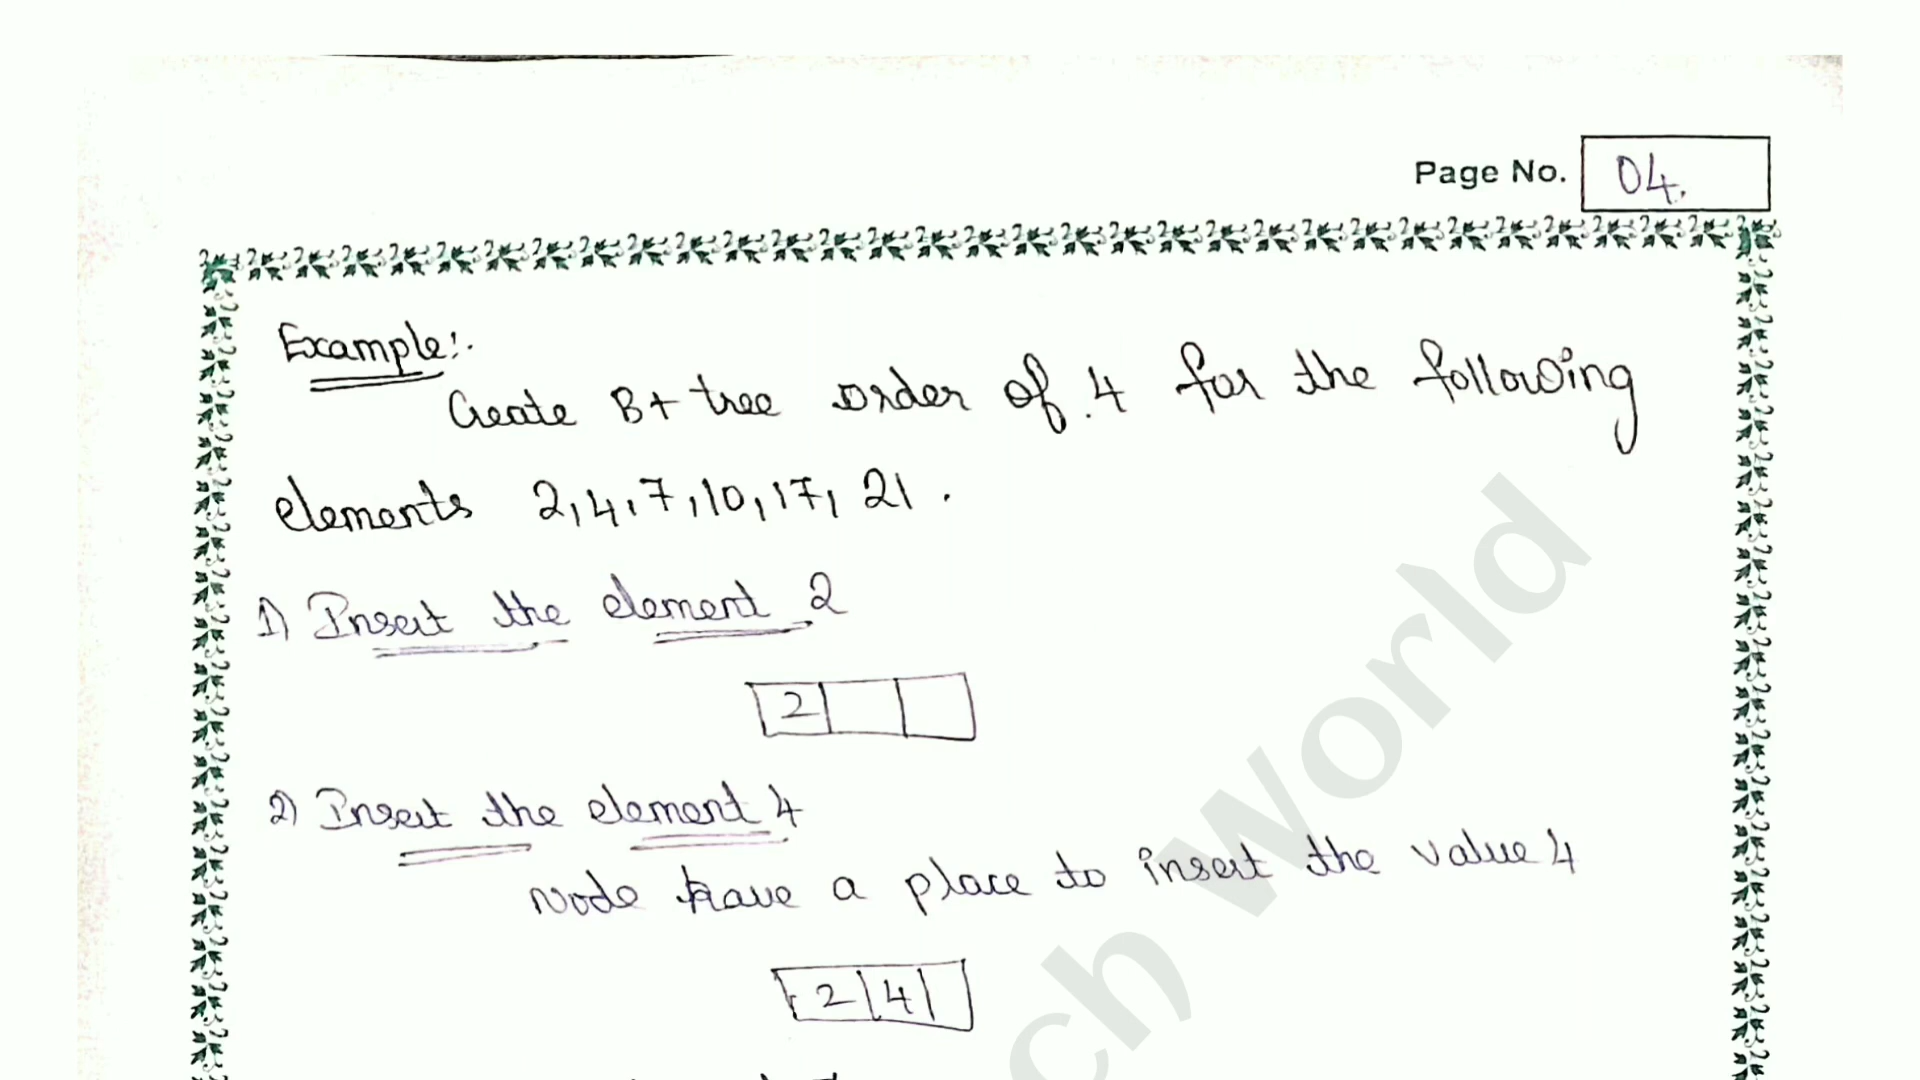 Page No. 04.
Example:.
Create B+ tree order of 4 for the following
elements 2,4,7,10,17, 21.
1) Insert the element 2
2
2) Insert the element 4
Node have a place to insert the value 4
2 4
ch world